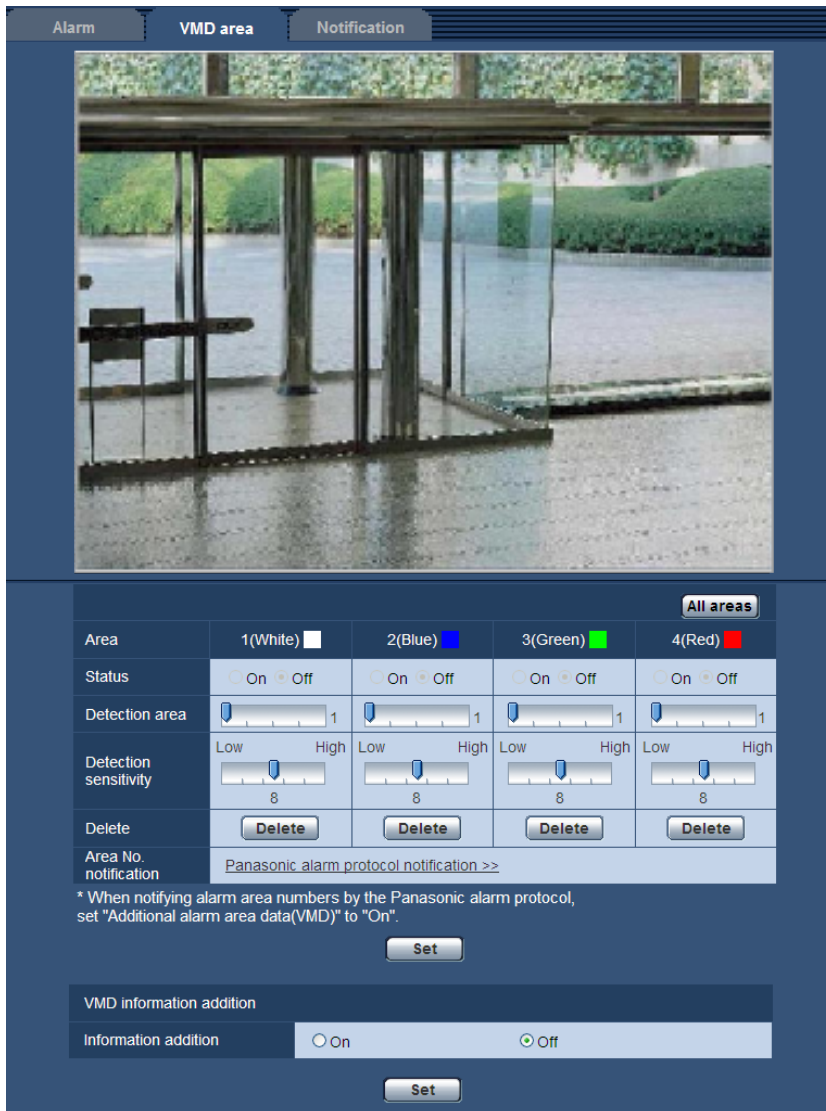 Alarm VMD area Notification
All areas
Area 1(White) 2(Blue) 3(Green) 4(Red)
Status On Off On Off On Off On Off
Detection area 1 1 1 1
Detection sensitivity Low High Low High Low High Low High
8 8 8 8
Delete Delete Delete Delete Delete
Area No. notification Panasonic alarm protocol notification >>
* When notifying alarm area numbers by the Panasonic alarm protocol,
set "Additional alarm area data(VMD)" to "On".
Set
VMD information addition
Information addition On Off
Set